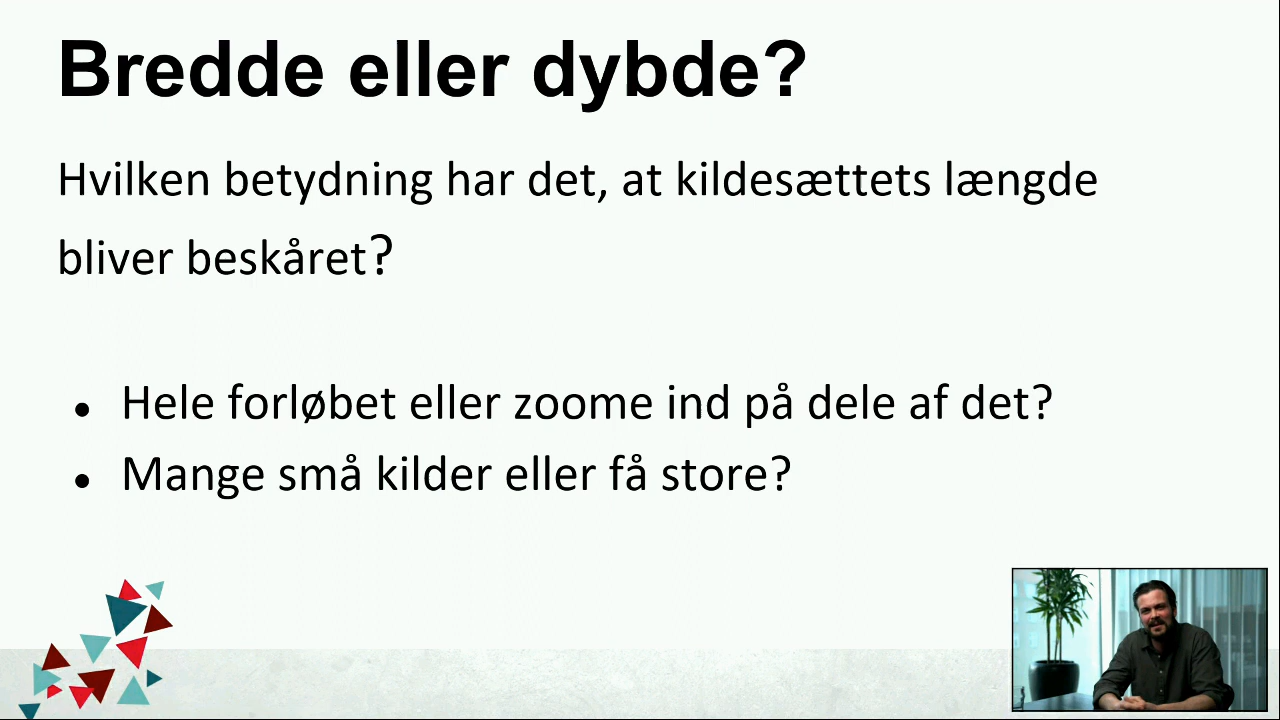 Bredde eller dybde?
Hvilken betydning har det, at kildesættets længde
bliver beskåret?
• Hele forløbet eller zoome ind på dele af det?
• Mange små kilder eller få store?